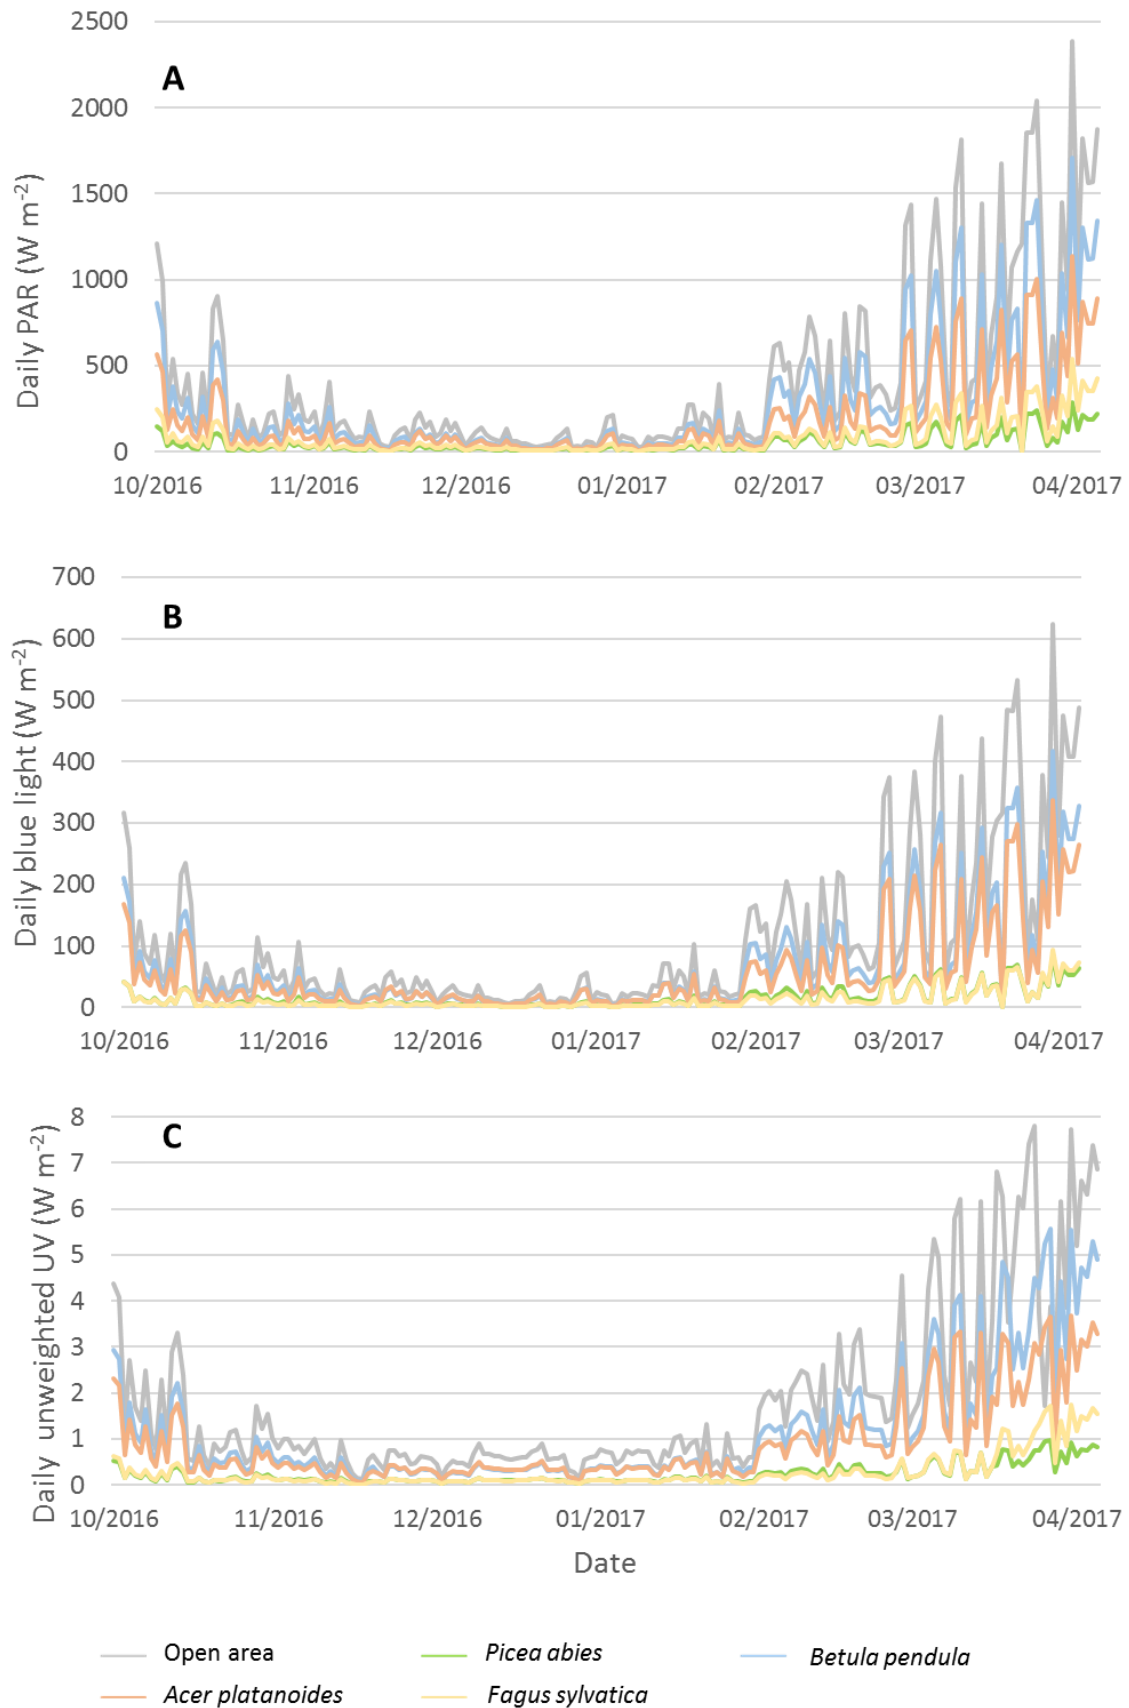 2500
A
2000
1500
1000
500
0
Daily PAR (W m⁻²)
10/2016 11/2016 12/2016 01/2017 02/2017 03/2017 04/2017
700
B
600
500
400
300
200
100
0
Daily blue light (W m⁻²)
10/2016 11/2016 12/2016 01/2017 02/2017 03/2017 04/2017
8
C
7
6
5
4
3
2
1
0
Daily unweighted UV (W m⁻²)
10/2016 11/2016 12/2016 01/2017 02/2017 03/2017 04/2017
Date
Open area Picea abies Betula pendula
Acer platanoides Fagus sylvatica